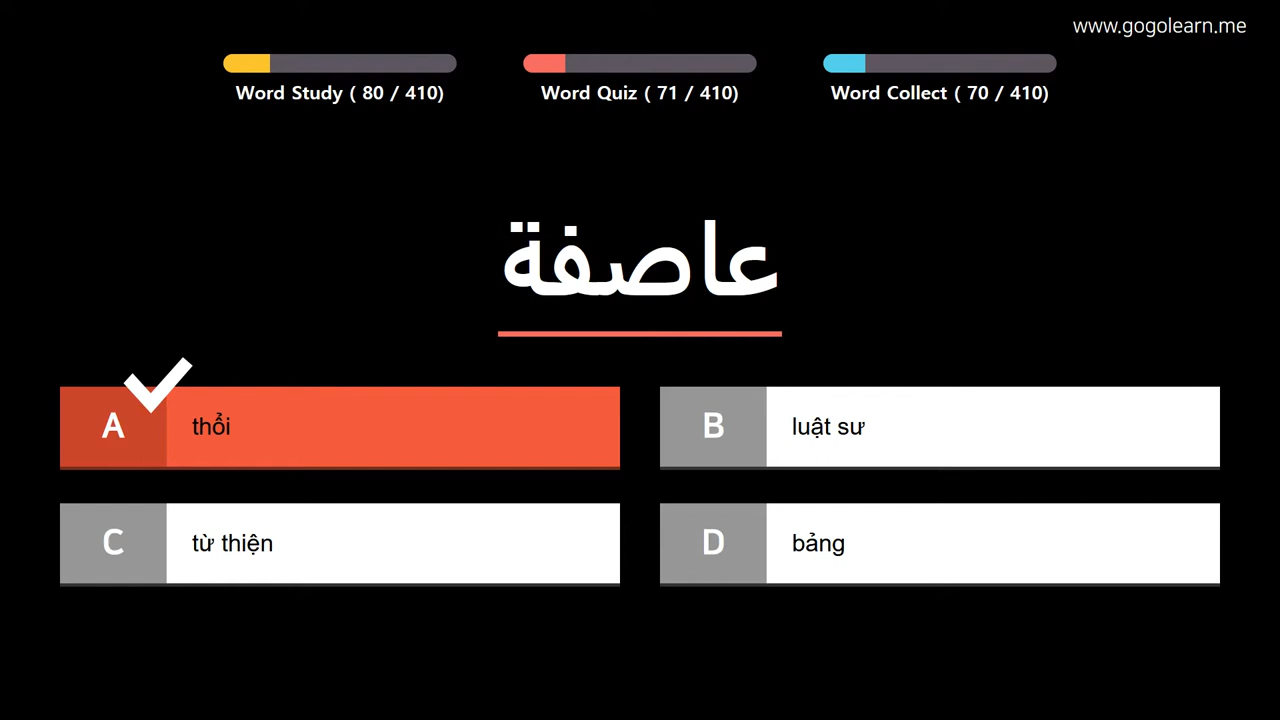 www.gogolearn.me
Word Study ( 80 / 410)
Word Quiz ( 71 / 410)
Word Collect ( 70 / 410)
عاصفة
A thổi
B luật sư
C từ thiện
D bảng